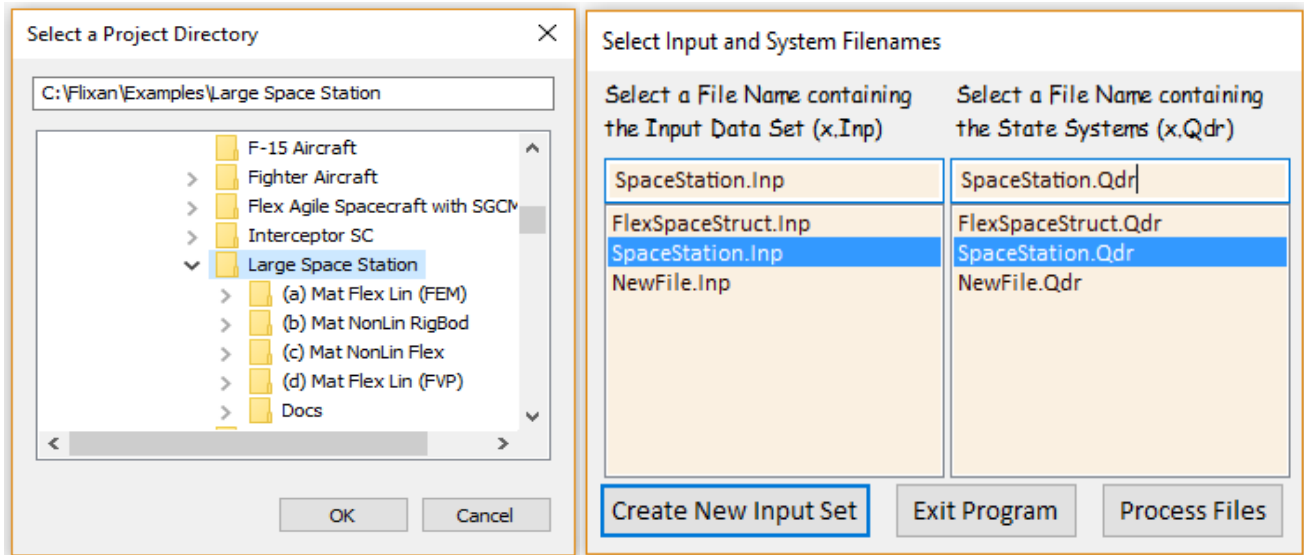 Select a Project Directory
C:\Flixan\Examples\Large Space Station
F-15 Aircraft
Fighter Aircraft
Flex Agile Spacecraft with SGCM
Interceptor SC
Large Space Station
(a) Mat Flex Lin (FEM)
(b) Mat NonLin RigBod
(c) Mat NonLin Flex
(d) Mat Flex Lin (FVP)
Docs
OK
Cancel
Select Input and System Filenames
Select a File Name containing
the Input Data Set (x.Inp)
SpaceStation.Inp
FlexSpaceStruct.Inp
SpaceStation.Inp
NewFile.Inp
Select a File Name containing
the State Systems (x.Qdr)
SpaceStation.Qdr
FlexSpaceStruct.Qdr
SpaceStation.Qdr
NewFile.Qdr
Create New Input Set
Exit Program
Process Files